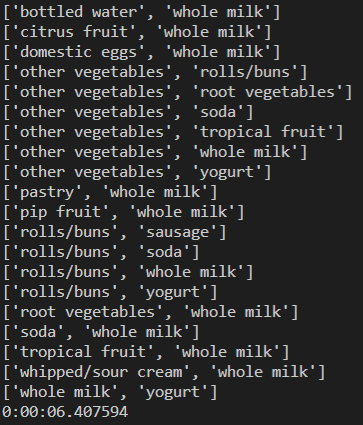 ['bottled water', 'whole milk']
['citrus fruit', 'whole milk']
['domestic eggs', 'whole milk']
['other vegetables', 'rolls/buns']
['other vegetables', 'root vegetables']
['other vegetables', 'soda']
['other vegetables', 'tropical fruit']
['other vegetables', 'whole milk']
['other vegetables', 'yogurt']
['pastry', 'whole milk']
['pip fruit', 'whole milk']
['rolls/buns', 'sausage']
['rolls/buns', 'soda']
['rolls/buns', 'whole milk']
['rolls/buns', 'yogurt']
['root vegetables', 'whole milk']
['soda', 'whole milk']
['tropical fruit', 'whole milk']
['whipped/sour cream', 'whole milk']
['whole milk', 'yogurt']
0:00:06.407594